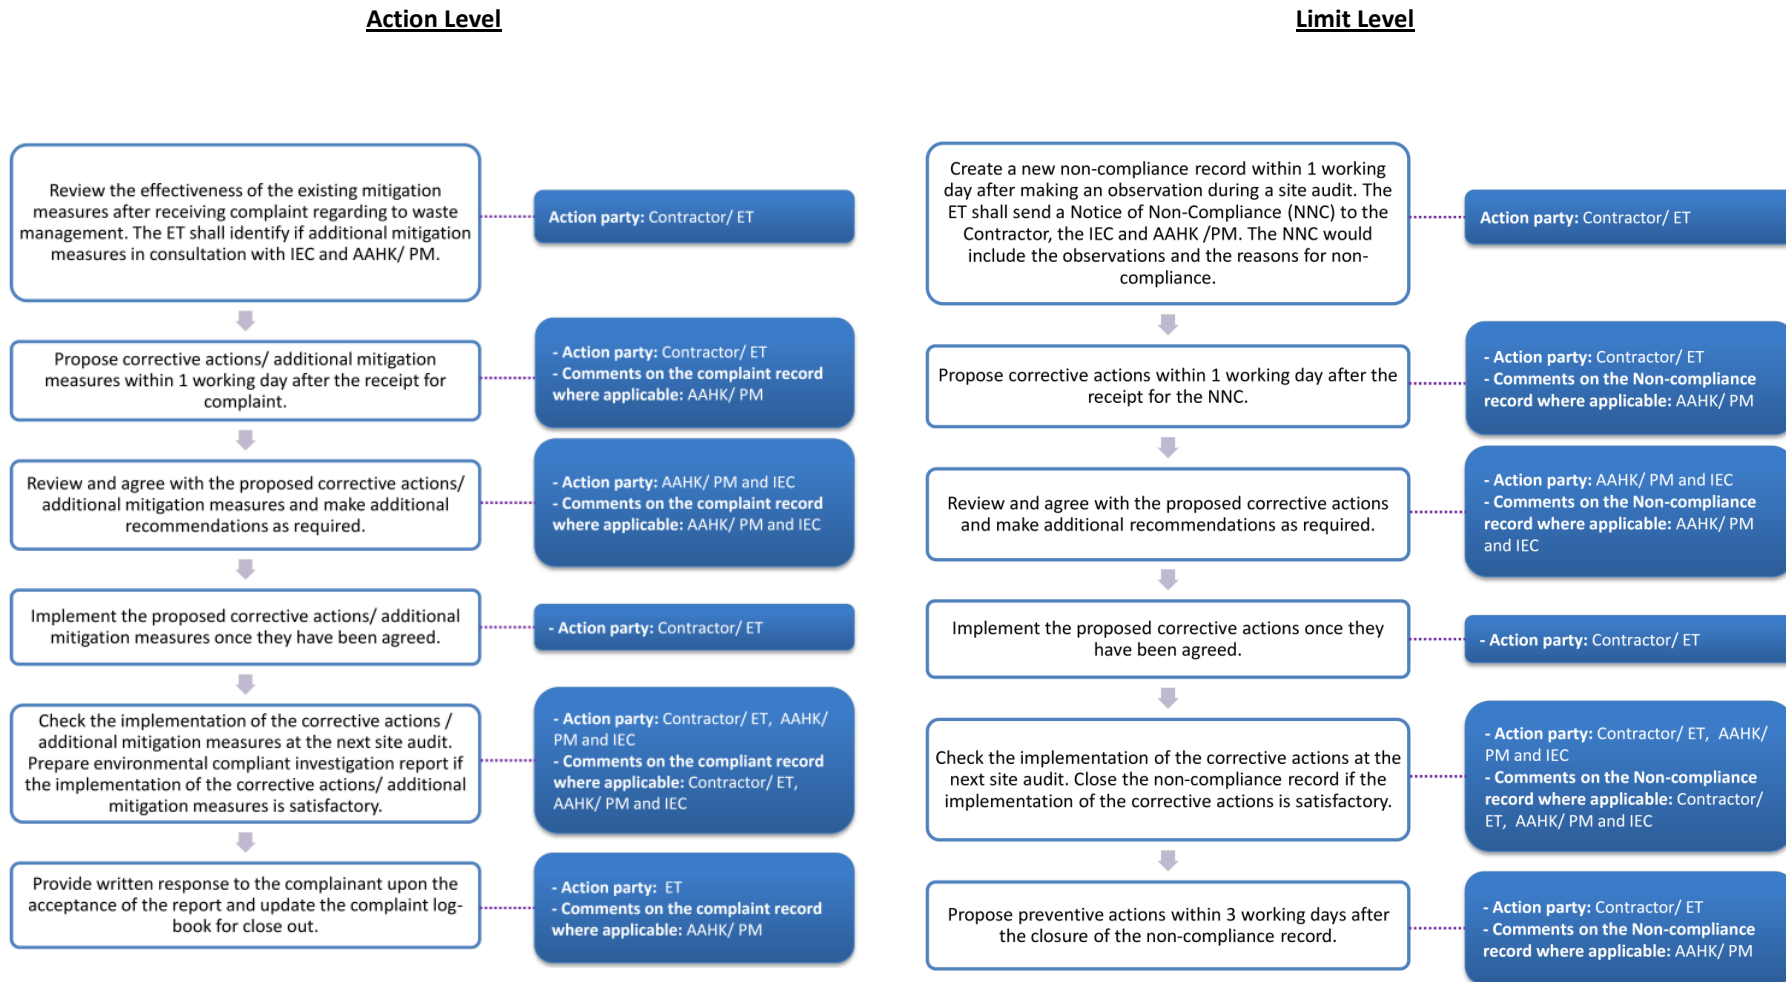 Action Level
Review the effectiveness of the existing mitigation
measures after receiving complaint regarding to waste
management. The ET shall identify if additional mitigation
measures in consultation with IEC and AAHK/ PM.
Action party: Contractor/ ET
Propose corrective actions/ additional mitigation
measures within 1 working day after the receipt for
complaint.
- Action party: Contractor/ ET
- Comments on the complaint record
where applicable: AAHK/ PM
Review and agree with the proposed corrective actions/
additional mitigation measures and make additional
recommendations as required.
- Action party: AAHK/ PM and IEC
- Comments on the complaint record
where applicable: AAHK/ PM and IEC
Implement the proposed corrective actions/ additional
mitigation measures once they have been agreed.
- Action party: Contractor/ ET
Check the implementation of the corrective actions /
additional mitigation measures at the next site audit.
Prepare environmental compliant investigation report if
the implementation of the corrective actions/ additional
mitigation measures is satisfactory.
- Action party: Contractor/ ET, AAHK/
PM and IEC
- Comments on the compliant record
where applicable: Contractor/ ET,
AAHK/ PM and IEC
Provide written response to the complainant upon the
acceptance of the report and update the complaint log-
book for close out.
- Action party: ET
- Comments on the complaint record
where applicable: AAHK/ PM
Limit Level
Create a new non-compliance record within 1 working
day after making an observation during a site audit. The
ET shall send a Notice of Non-Compliance (NNC) to the
Contractor, the IEC and AAHK /PM. The NNC would
include the observations and the reasons for non-
compliance.
Action party: Contractor/ ET
Propose corrective actions within 1 working day after the
receipt for the NNC.
- Action party: Contractor/ ET
- Comments on the Non-compliance
record where applicable: AAHK/ PM
Review and agree with the proposed corrective actions
and make additional recommendations as required.
- Action party: AAHK/ PM and IEC
- Comments on the Non-compliance
record where applicable: AAHK/ PM
and IEC
Implement the proposed corrective actions once they
have been agreed.
- Action party: Contractor/ ET
Check the implementation of the corrective actions at the
next site audit. Close the non-compliance record if the
implementation of the corrective actions is satisfactory.
- Action party: Contractor/ ET, AAHK/
PM and IEC
- Comments on the Non-compliance
record where applicable: Contractor/
ET, AAHK/ PM and IEC
Propose preventive actions within 3 working days after
the closure of the non-compliance record.
- Action party: Contractor/ ET
- Comments on the Non-compliance
record where applicable: AAHK/ PM